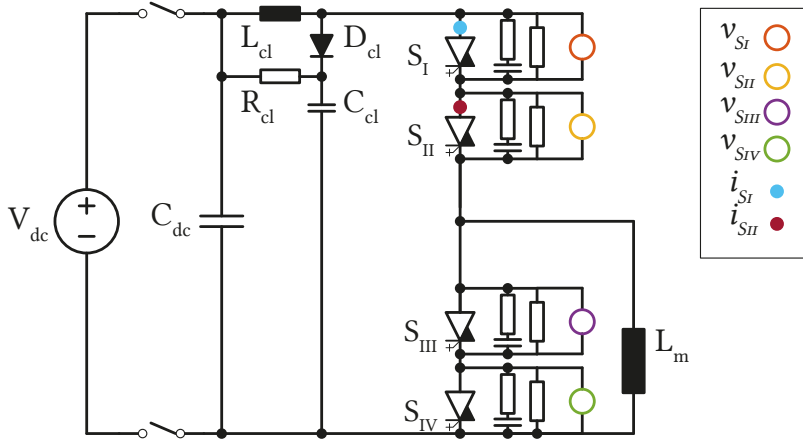 L_cl
D_cl
S_I
R_cl
C_cl
S_II
V_dc
+
−
C_dc
S_III
L_m
S_IV
v_SI
v_SII
v_SIII
v_SIV
i_SI
i_SII